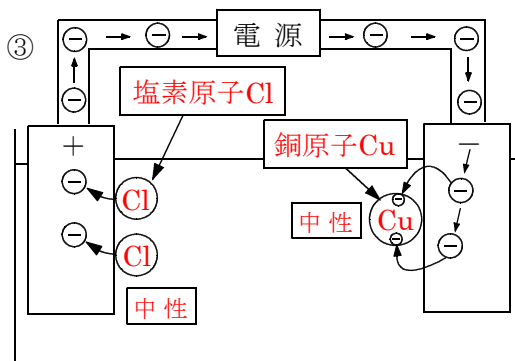 ③
電源
塩素原子Cl
銅原子Cu
＋
－
⊖ ⊖ ⊖ ⊖ ⊖ ⊖
⊖ Cl
⊖ Cl
中性
中性
Cu
⊖ ⊖
⊖ ⊖